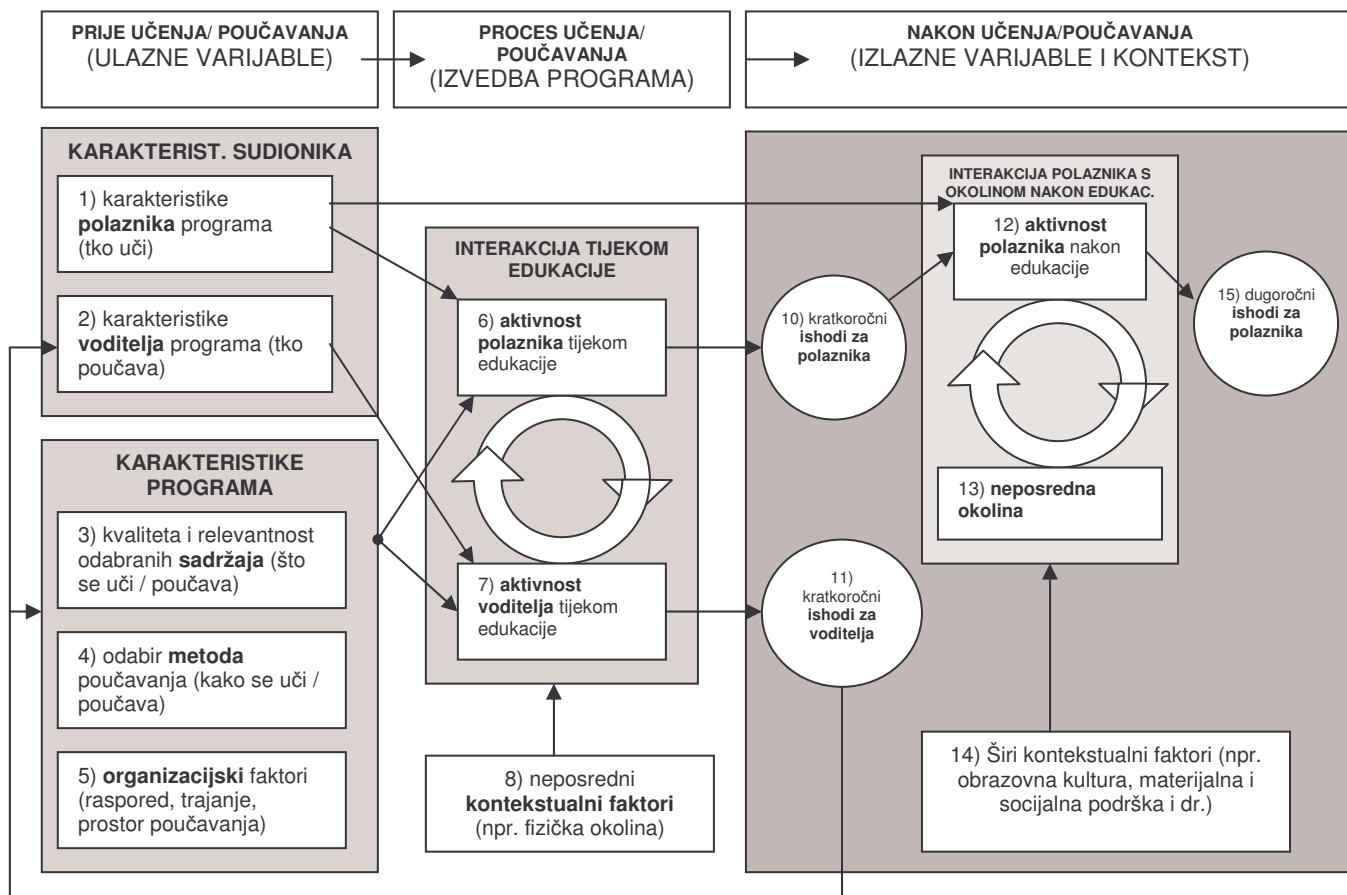 PRIJE UČENJA/ POUČAVANJA
(ULAZNE VARIJABLE)
PROCES UČENJA/
POUČAVANJA
(IZVEDBA PROGRAMA)
NAKON UČENJA/POUČAVANJA
(IZLAZNE VARIJABLE I KONTEKST)
KARAKTERIST. SUDIONIKA
1) karakteristike
polaznika programa
(tko uči)
2) karakteristike
voditelja programa (tko
poučava)
KARAKTERISTIKE
PROGRAMA
3) kvaliteta i relevantnost
odabranih sadržaja (što
se uči / poučava)
4) odabir metoda
poučavanja (kako se uči /
poučava)
5) organizacijski faktori
(raspored, trajanje,
prostor poučavanja)
INTERAKCIJA TIJEKOM
EDUKACIJE
6) aktivnost
polaznika tijekom
edukacije
7) aktivnost
voditelja tijekom
edukacije
8) neposredni
kontekstualni faktori
(npr. fizička okolina)
10) kratkoročni
ishodi za
polaznika
11)
kratkoročni
ishodi za
voditelja
INTERAKCIJA POLAZNIKA S
OKOLINOM NAKON EDUKAC.
12) aktivnost
polaznika nakon
edukacije
13) neposredna
okolina
14) Širi kontekstualni faktori (npr.
obrazovna kultura, materijalna i
socijalna podrška i dr.)
15) dugoročni
ishodi za
polaznika